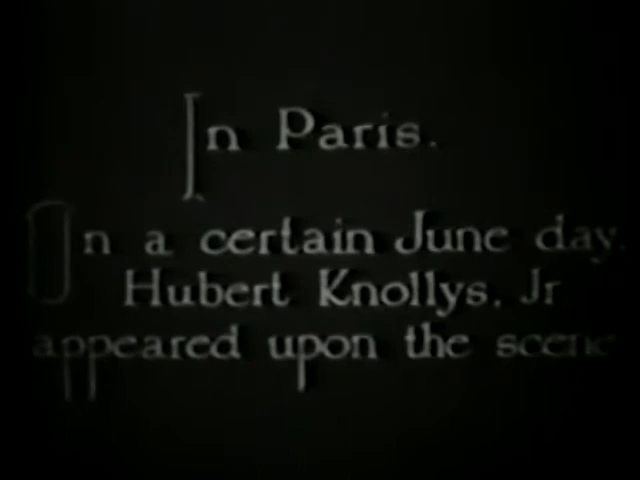 In Paris.
On a certain June day,
Hubert Knollys, Jr
appeared upon the scene